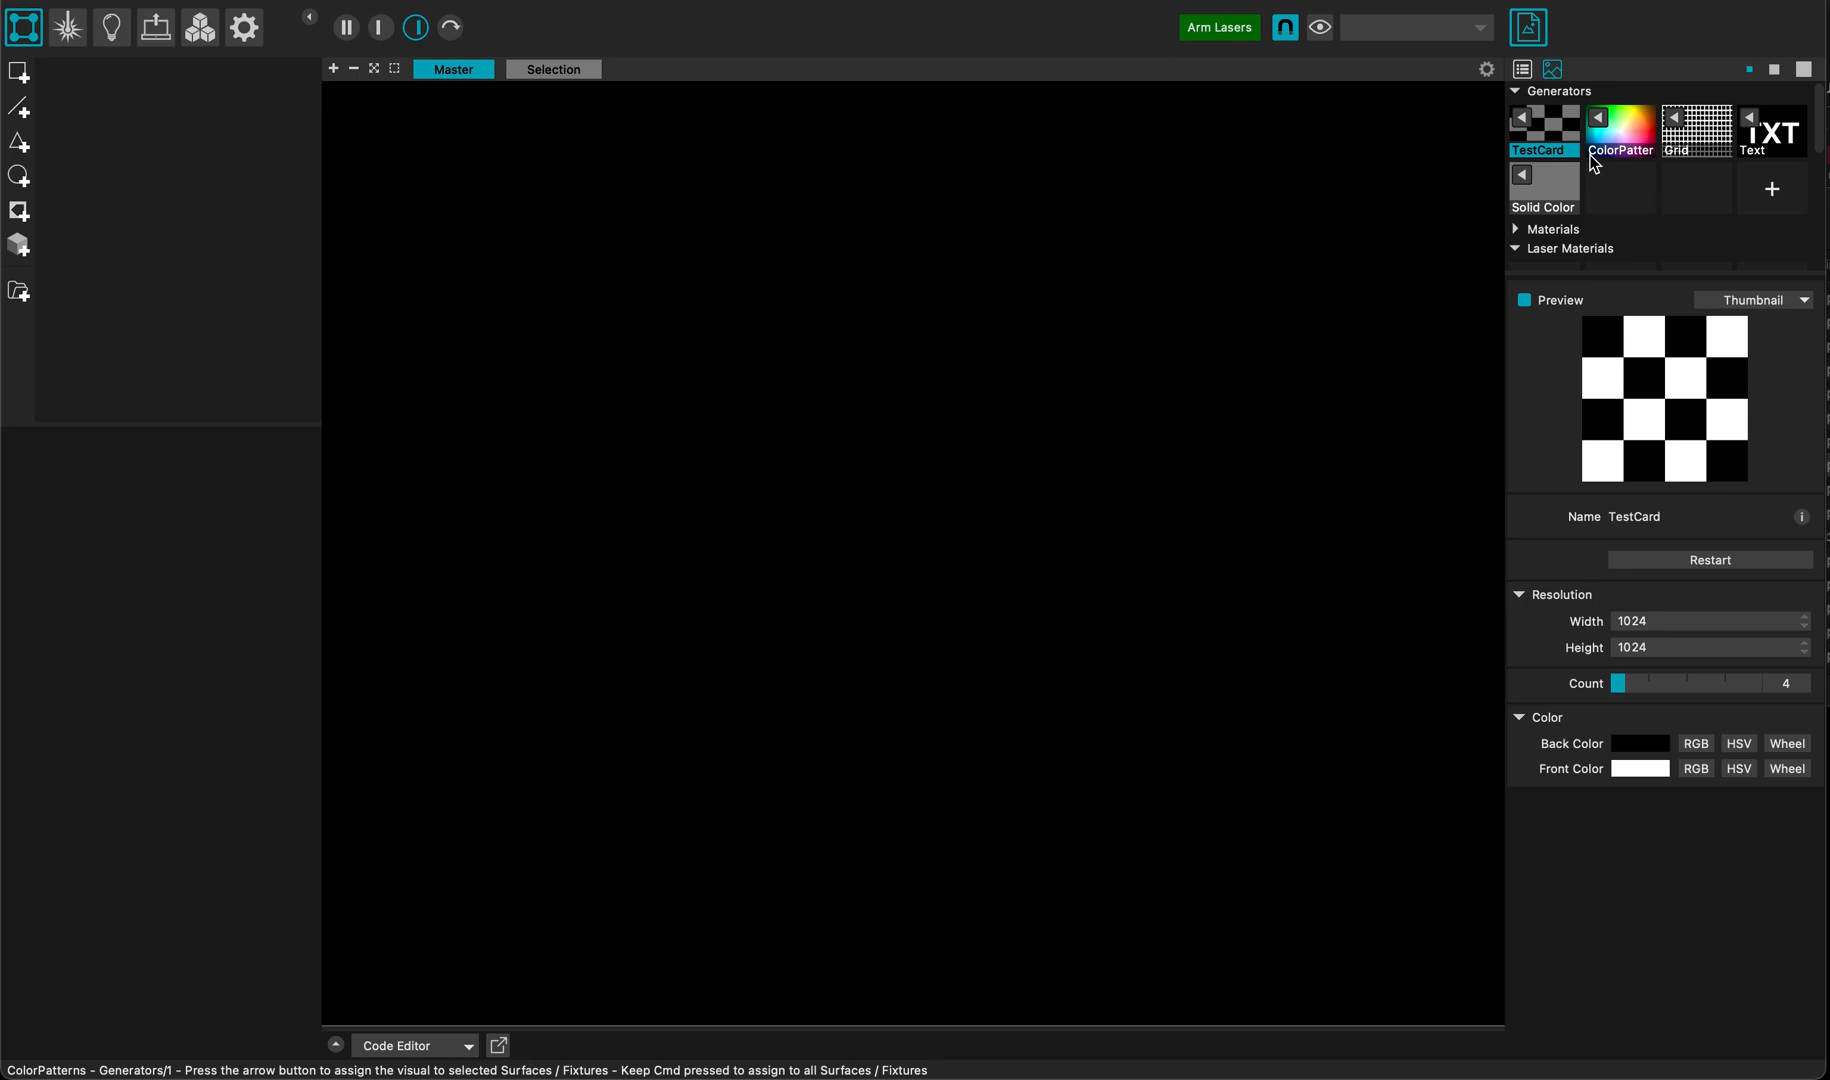 Arm Lasers
Master
Selection
Generators
TestCard
ColorPatter
Grid
TXT
Text
Solid Color
Materials
Laser Materials
Preview
Thumbnail
Name TestCard
Restart
Resolution
Width 1024
Height 1024
Count 4
Color
Back Color RGB HSV Wheel
Front Color RGB HSV Wheel
Code Editor
ColorPatterns - Generators/1 - Press the arrow button to assign the visual to selected Surfaces / Fixtures - Keep Cmd pressed to assign to all Surfaces / Fixtures